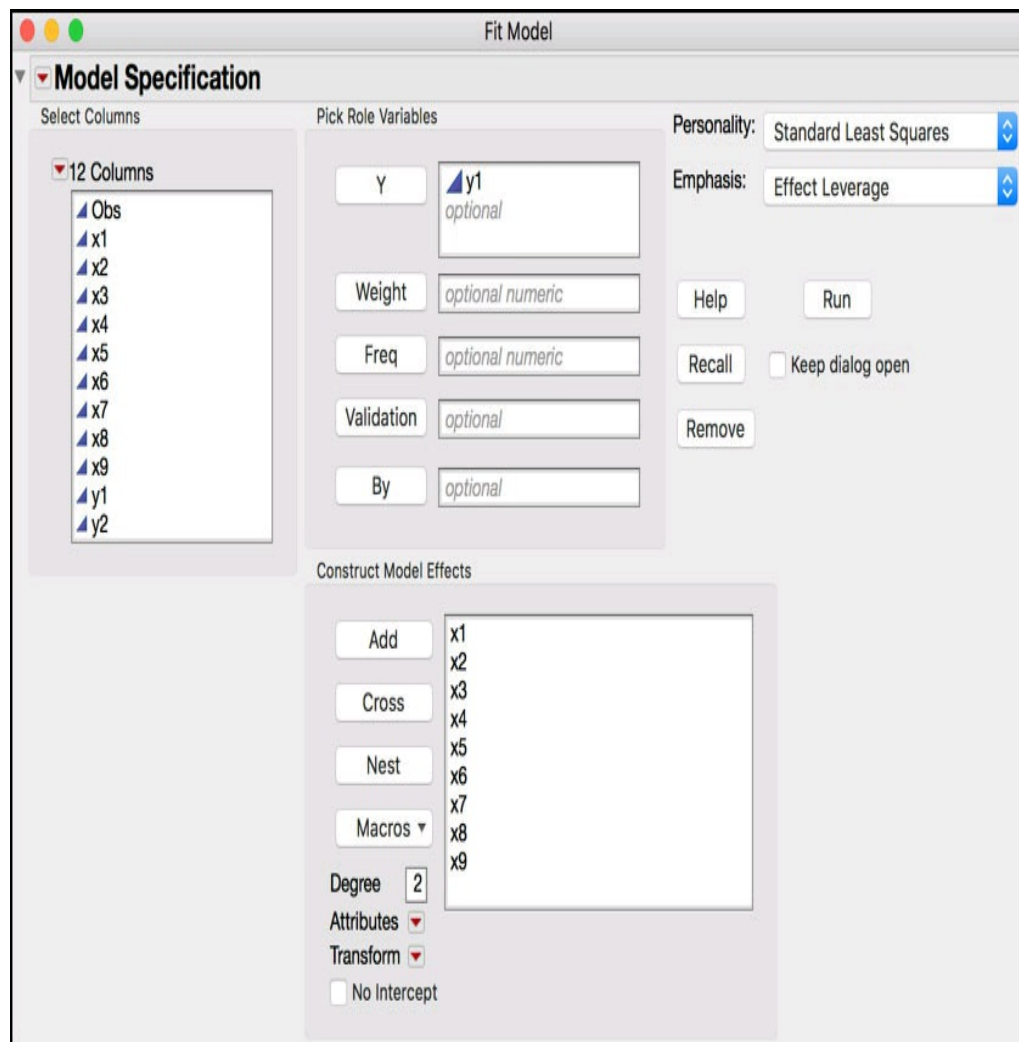 Fit Model
Model Specification
Select Columns
12 Columns
Obs
x1
x2
x3
x4
x5
x6
x7
x8
x9
y1
y2
Pick Role Variables
Y
y1
optional
Weight
optional numeric
Freq
optional numeric
Validation
optional
By
optional
Personality:
Standard Least Squares
Emphasis:
Effect Leverage
Help
Run
Recall
Keep dialog open
Remove
Construct Model Effects
Add
Cross
Nest
Macros
x1
x2
x3
x4
x5
x6
x7
x8
x9
Degree 2
Attributes
Transform
No Intercept